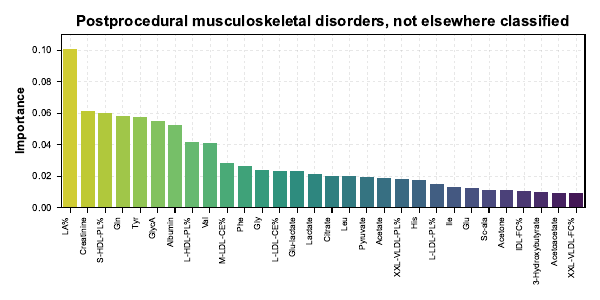 Postprocedural musculoskeletal disorders, not elsewhere classified
Importance
0.10
0.08
0.06
0.04
0.02
0.00
LA%
Creatinine
S-HDL-PL%
Gln
Tyr
GlycA
Albumin
L-HDL-PL%
Val
M-LDL-CE%
Phe
Gly
L-LDL-CE%
Glu-lactate
Lactate
Citrate
Leu
Pyruvate
Acetate
XXL-VLDL-PL%
His
L-LDL-PL%
Ile
Glu
Sc-ala
Acetone
IDL-FC%
3-Hydroxybutyrate
Acetoacetate
XXL-VLDL-FC%